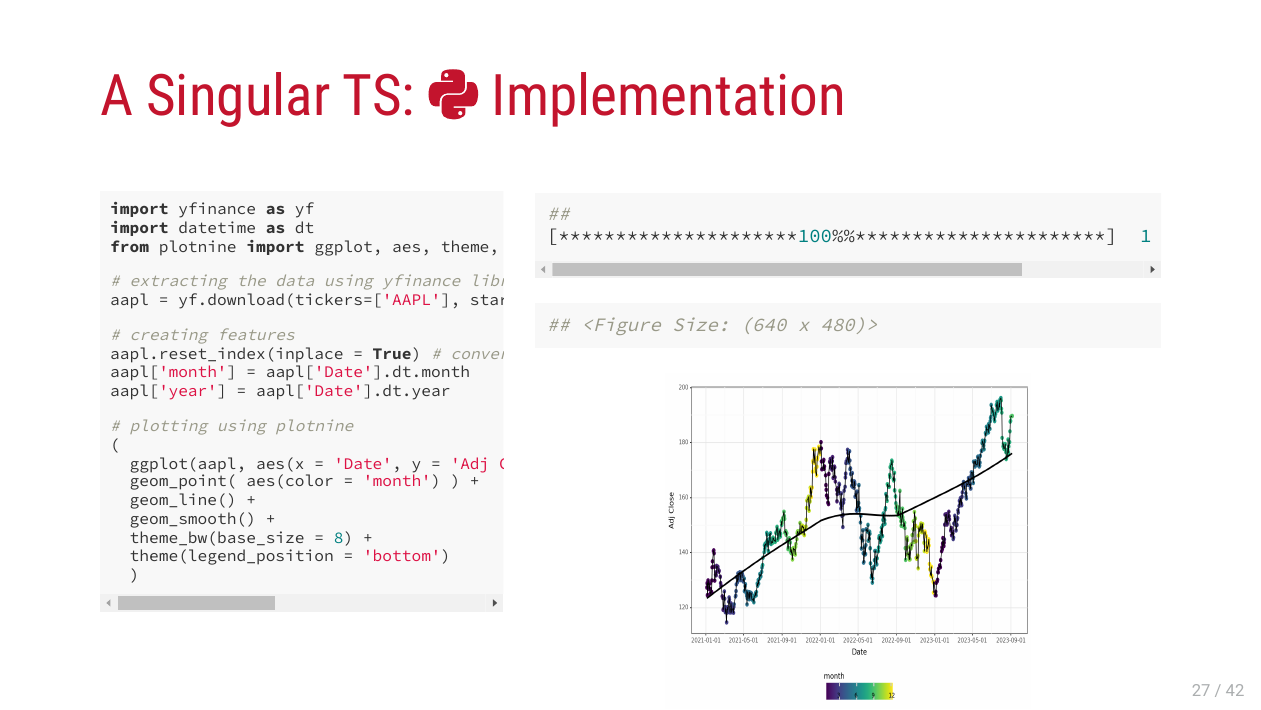 A Singular TS: Implementation
import yfinance as yf
import datetime as dt
from plotnine import ggplot, aes, theme,
# extracting the data using yfinance
aapl = yf.download(tickers=['AAPL'],
# creating features
aapl.reset_index(inplace = True) #
aapl['month'] = aapl['Date'].dt.month
aapl['year'] = aapl['Date'].dt.year
# plotting using plotnine
(
ggplot(aapl, aes(x = 'Date', y = 'Adj
geom_point( aes(color = 'month') ) +
geom_line() +
geom_smooth() +
theme_bw(base_size = 8) +
theme(legend_position = 'bottom')
)
##
[*********************100%%**********************]  1
## <Figure Size: (640 x 480)>
200
180
160
140
120
Adj Close
2021-01-01 2021-05-01 2021-09-01 2022-01-01 2022-05-01 2022-09-01 2023-01-01 2023-05-01 2023-09-01
Date
month
12
27 / 42